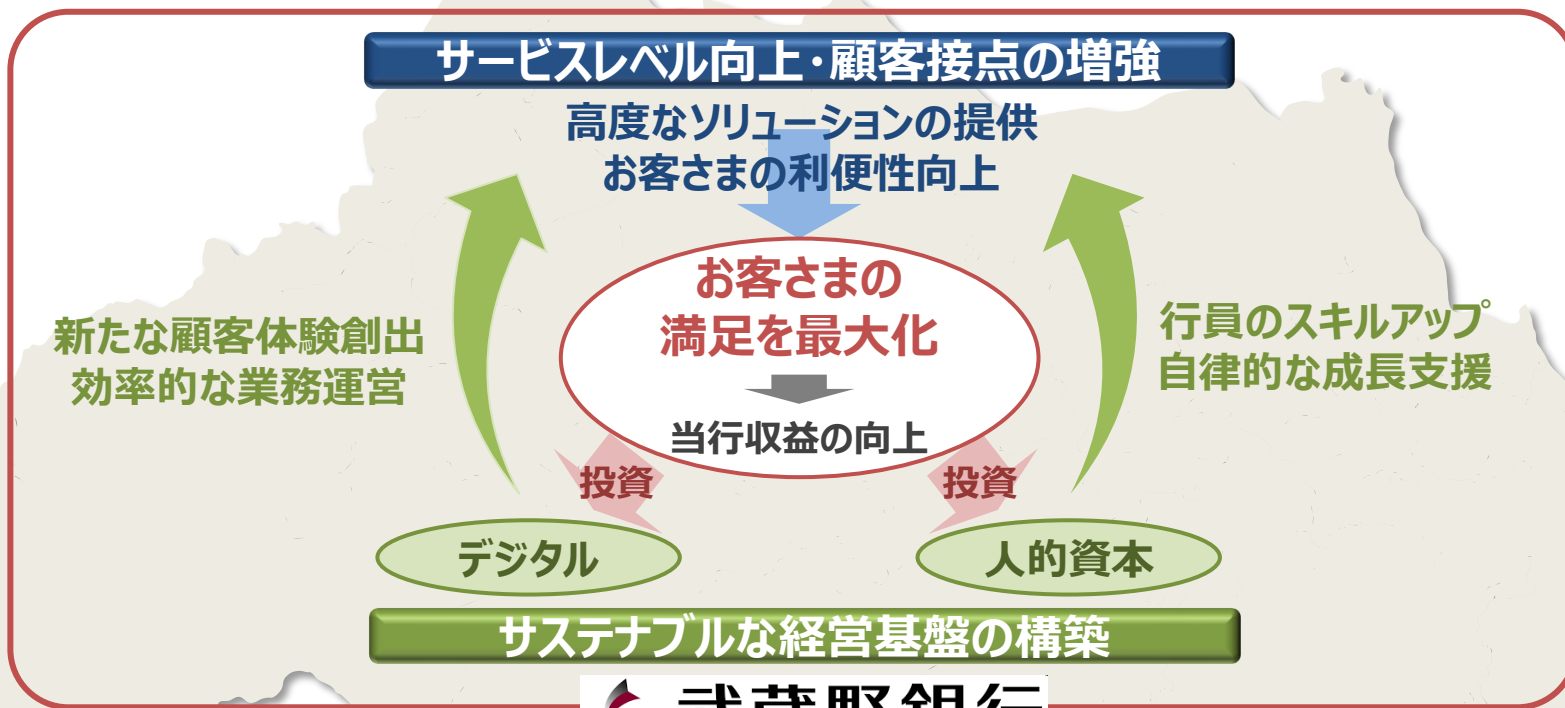 サービスレベル向上・顧客接点の増強
高度なソリューションの提供
お客さまの利便性向上
お客さまの
満足を最大化
当行収益の向上
新たな顧客体験創出
効率的な業務運営
行員のスキルアップ
自律的な成長支援
投資
投資
デジタル
人的資本
サステナブルな経営基盤の構築
武蔵野銀行